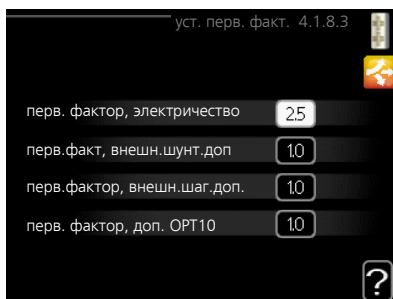 уст. перв. факт. 4.1.8.3
перв. фактор, электричество 2.5
перв.факт, внешн.шунт.доп 1.0
перв.фактор, внешн.шаг.доп. 1.0
перв. фактор, доп. OPT10 1.0
?